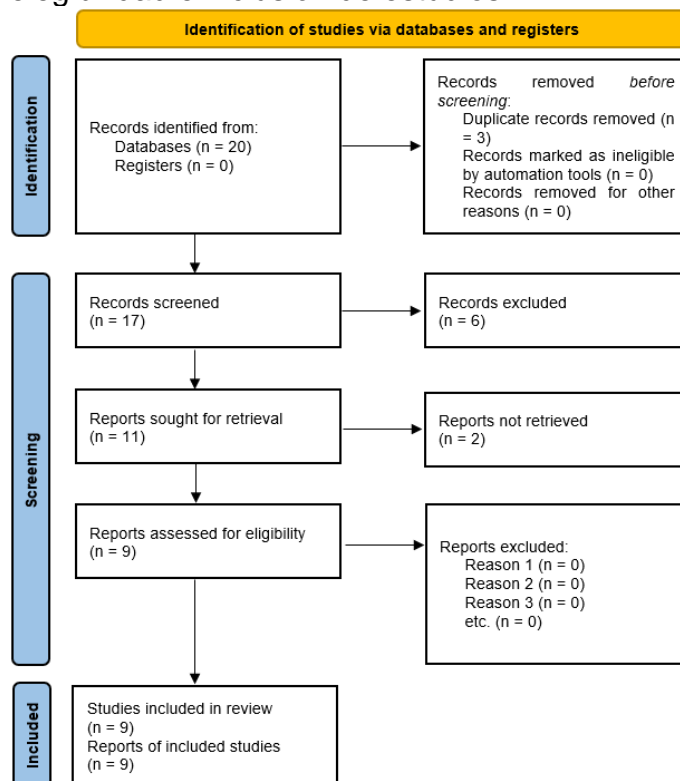 Identification of studies via databases and registers
Identification
Records identified from:
Databases (n = 20)
Registers (n = 0)
Records removed before
screening:
Duplicate records removed (n
= 3)
Records marked as ineligible
by automation tools (n = 0)
Records removed for other
reasons (n = 0)
Screening
Records screened
(n = 17)
Records excluded
(n = 6)
Reports sought for retrieval
(n = 11)
Reports not retrieved
(n = 2)
Reports assessed for eligibility
(n = 9)
Reports excluded:
Reason 1 (n = 0)
Reason 2 (n = 0)
Reason 3 (n = 0)
etc. (n = 0)
Included
Studies included in review
(n = 9)
Reports of included studies
(n = 9)